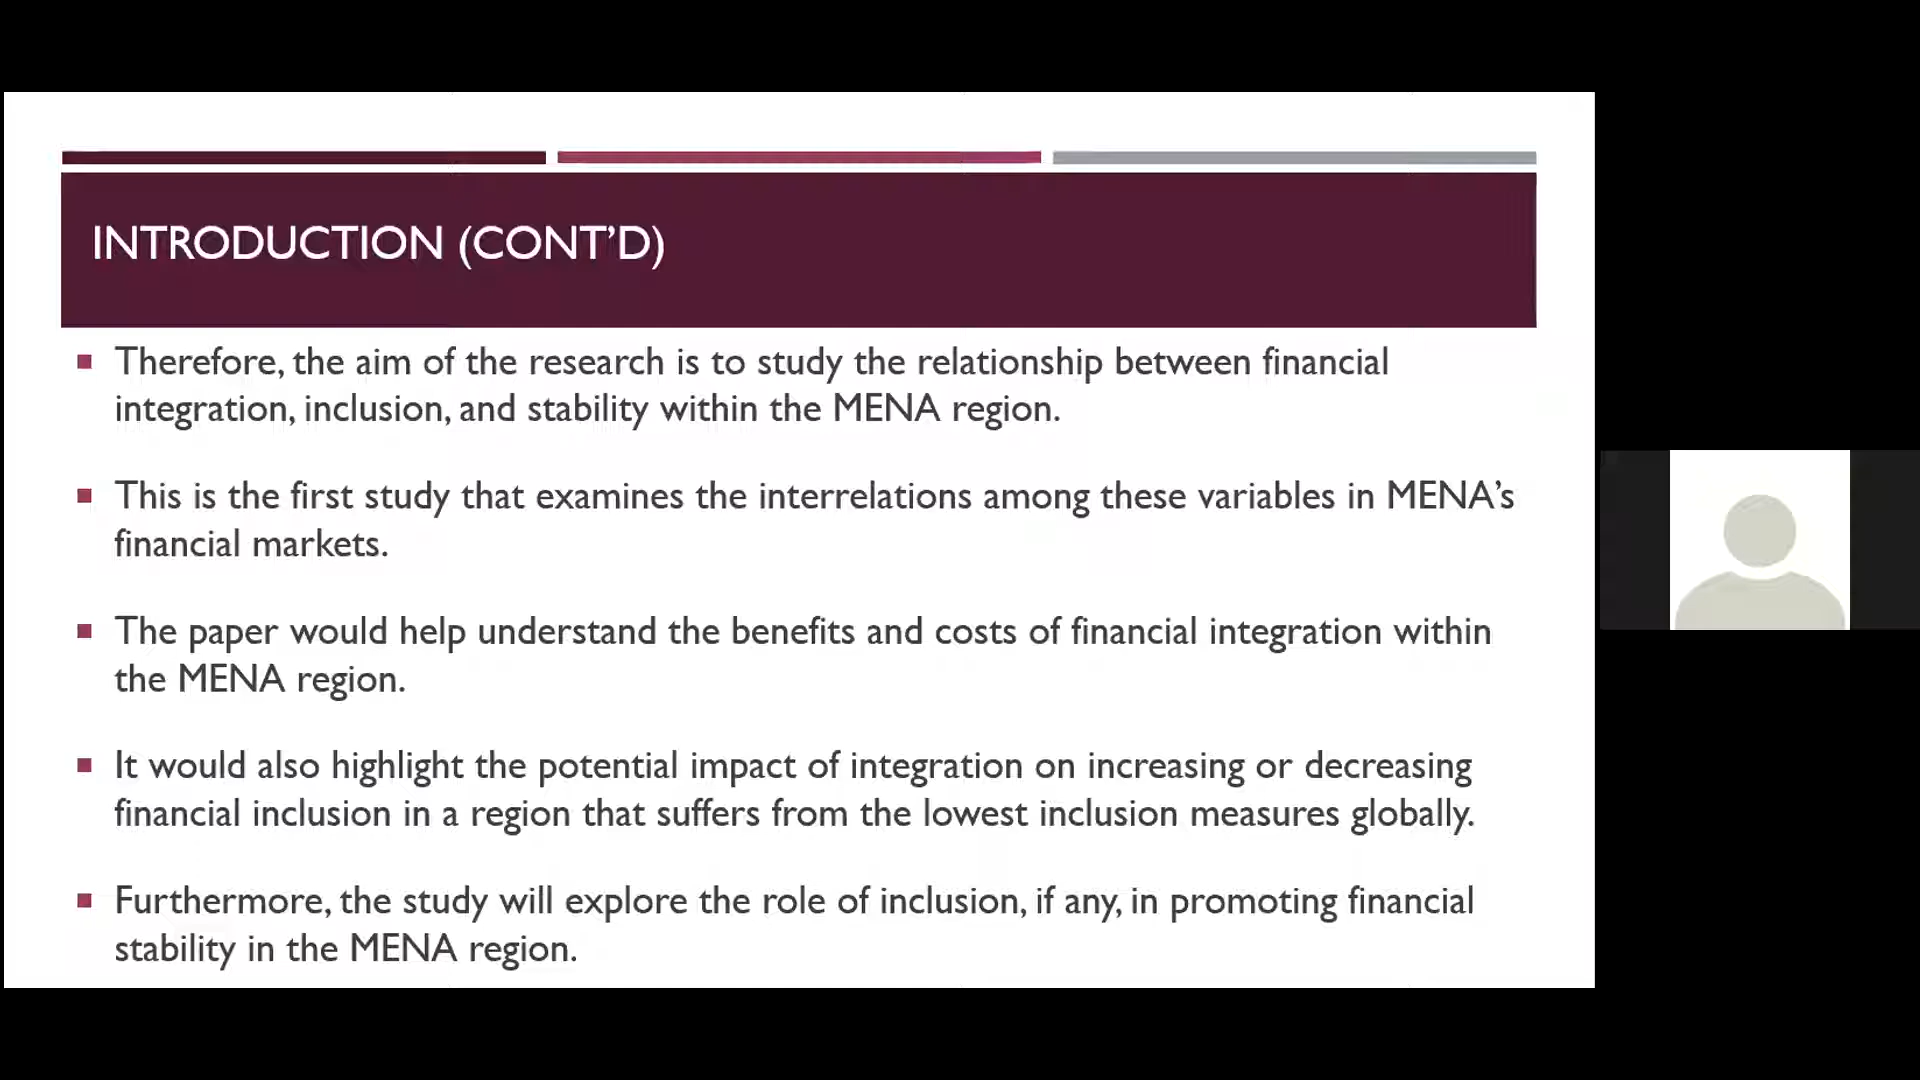 INTRODUCTION (CONT’D)
Therefore, the aim of the research is to study the relationship between financial
integration, inclusion, and stability within the MENA region.
This is the first study that examines the interrelations among these variables in MENA’s
financial markets.
The paper would help understand the benefits and costs of financial integration within
the MENA region.
It would also highlight the potential impact of integration on increasing or decreasing
financial inclusion in a region that suffers from the lowest inclusion measures globally.
Furthermore, the study will explore the role of inclusion, if any, in promoting financial
stability in the MENA region.